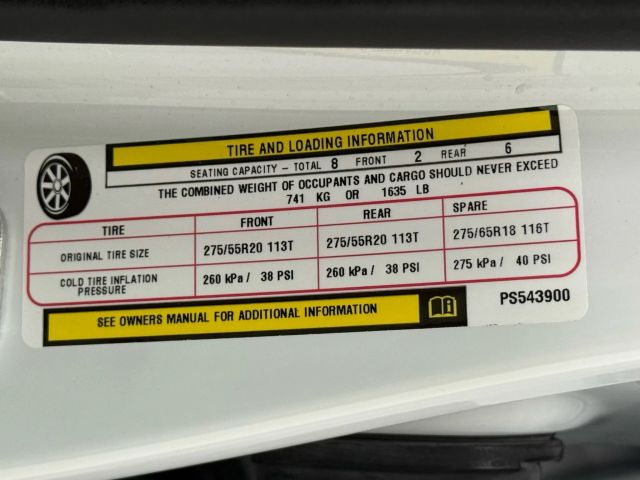 TIRE AND LOADING INFORMATION
SEATING CAPACITY - TOTAL 8 FRONT 2 REAR 6
THE COMBINED WEIGHT OF OCCUPANTS AND CARGO SHOULD NEVER EXCEED
741 KG OR 1635 LB
TIRE FRONT REAR SPARE
ORIGINAL TIRE SIZE 275/55R20 113T 275/55R20 113T 275/65R18 116T
COLD TIRE INFLATION PRESSURE 260 kPa / 38 PSI 260 kPa / 38 PSI 275 kPa / 40 PSI
SEE OWNERS MANUAL FOR ADDITIONAL INFORMATION
PS543900